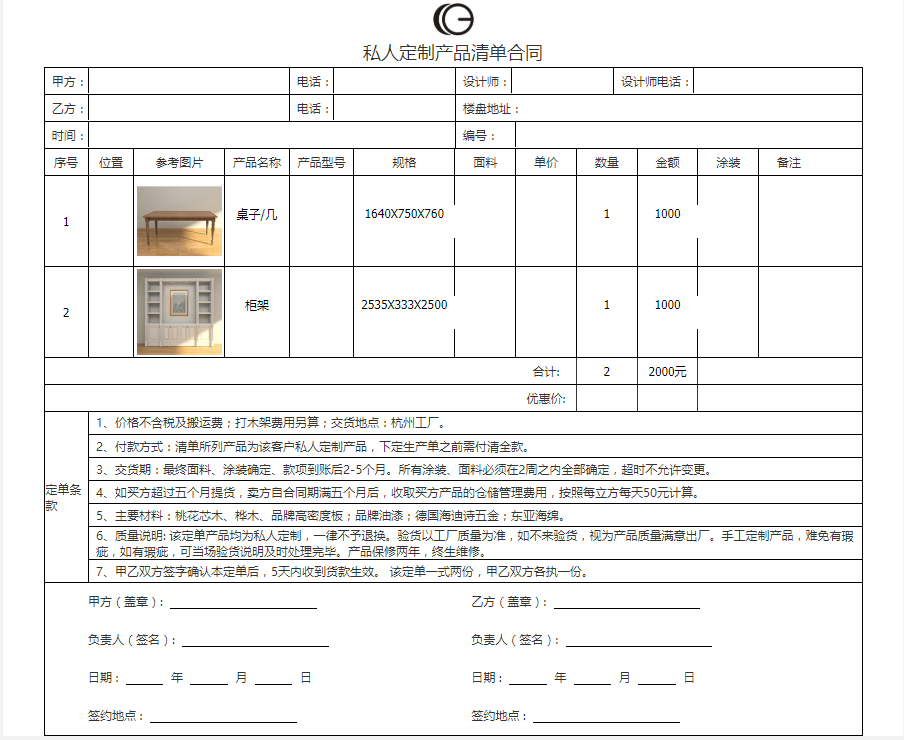 私人定制产品清单合同
甲方： 电话： 设计师： 设计师电话：
乙方： 电话： 楼盘地址：
时间： 编号：
序号 位置 参考图片 产品名称 产品型号 规格 面料 单价 数量 金额 涂装 备注
1 桌子/几 1640X750X760 1 1000
2 柜架 2535X333X2500 1 1000
合计: 2 2000元
优惠价:
定单条款
1、价格不含税及搬运费；打木架费用另算；交货地点：杭州工厂。
2、付款方式：清单所列产品为该客户私人定制产品，下定生产单之前需付清全款。
3、交货期：最终面料、涂装确定、款项到账后2-5个月。所有涂装、面料必须在2周之内全部确定，超时不允许变更。
4、如买方超过五个月提货，卖方自合同期满五个月后，收取买方产品的仓储管理费用，按照每立方每天50元计算。
5、主要材料：桃花芯木、桦木、品牌高密度板；品牌油漆；德国海迪诗五金；东亚海绵。
6、质量说明: 该定单产品均为私人定制，一律不予退换。验货以工厂质量为准，如不来验货，视为产品质量满意出厂。手工定制产品，难免有瑕
疵，如有瑕疵，可当场验货说明及时处理完毕。产品保修两年，终生维修。
7、甲乙双方签字确认本定单后，5天内收到货款生效。 该定单一式两份，甲乙双方各执一份。
甲方（盖章）： 乙方（盖章）：
负责人（签名）： 负责人（签名）：
日期： 年 月 日 日期： 年 月 日
签约地点： 签约地点：